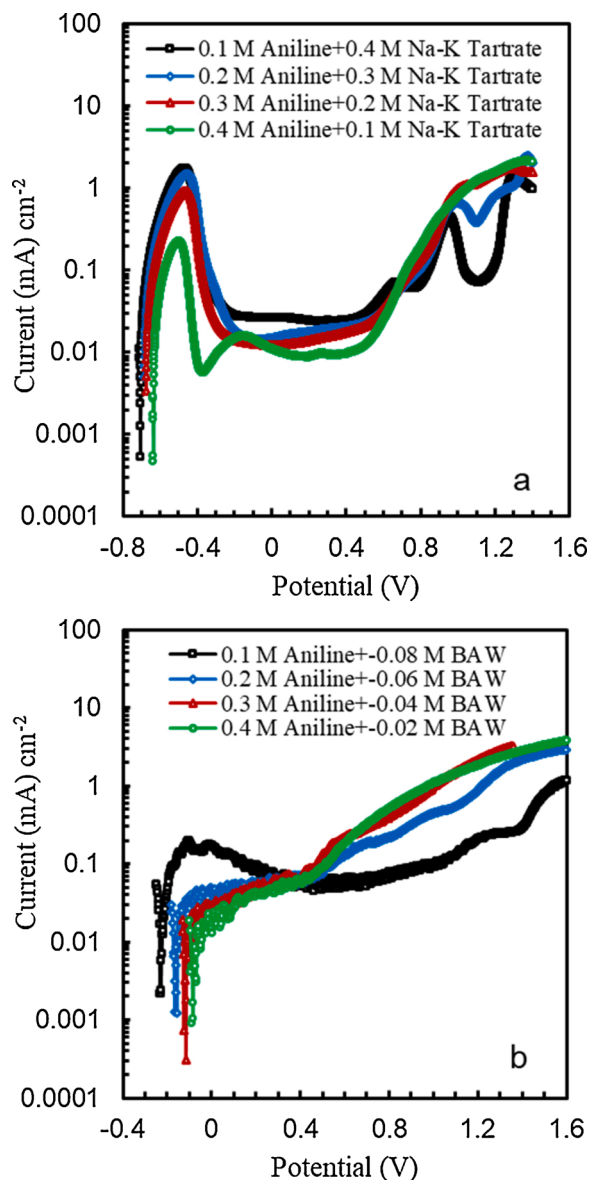 100
10
1
0.1
0.01
0.001
0.0001
Current (mA) cm-2
0.1 M Aniline+0.4 M Na-K Tartrate
0.2 M Aniline+0.3 M Na-K Tartrate
0.3 M Aniline+0.2 M Na-K Tartrate
0.4 M Aniline+0.1 M Na-K Tartrate
a
-0.8 -0.4 0 0.4 0.8 1.2 1.6
Potential (V)
100
10
1
0.1
0.01
0.001
0.0001
Current (mA) cm-2
0.1 M Aniline+-0.08 M BAW
0.2 M Aniline+-0.06 M BAW
0.3 M Aniline+-0.04 M BAW
0.4 M Aniline+-0.02 M BAW
b
-0.4 0 0.4 0.8 1.2 1.6
Potential (V)